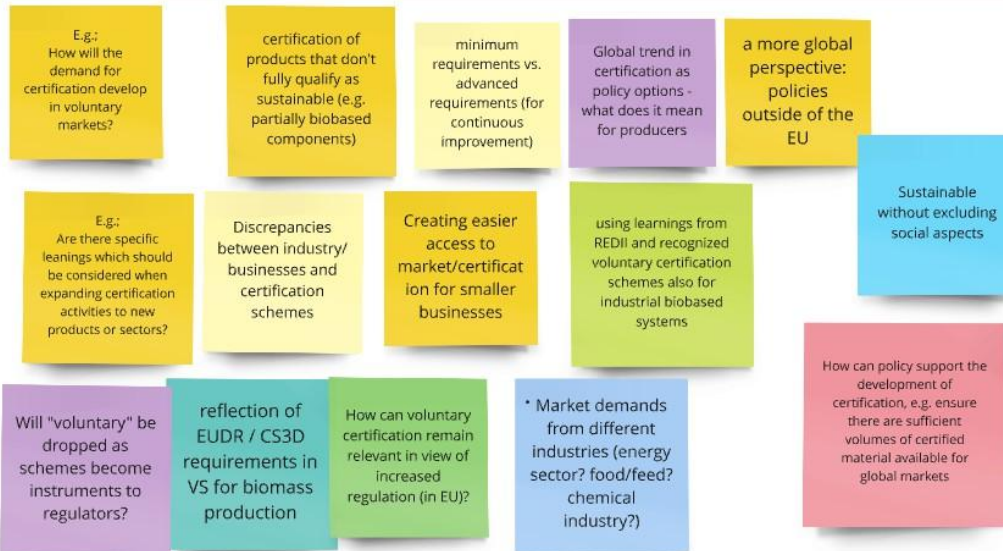 E.g.;
How will the
demand for
certification develop
in voluntary
markets?
certification of
products that don't
fully qualify as
sustainable (e.g.
partially biobased
components)
minimum
requirements vs.
advanced
requirements (for
continuous
improvement)
Global trend in
certification as
policy options -
what does it mean
for producers
a more global
perspective:
policies
outside of the
EU
Sustainable
without excluding
social aspects
E.g.;
Are there specific
leanings which should
be considered when
expanding certification
activities to new
products or sectors?
Discrepancies
between industry/
businesses and
certification
schemes
Creating easier
access to
market/certificat
ion for smaller
businesses
using learnings from
REDII and recognized
voluntary certification
schemes also for
industrial biobased
systems
How can policy support the
development of
certification, e.g. ensure
there are sufficient
volumes of certified
material available for
global markets
Will "voluntary" be
dropped as
schemes become
instruments to
regulators?
reflection of
EUDR / CS3D
requirements in
VS for biomass
production
How can voluntary
certification remain
relevant in view of
increased
regulation (in EU)?
• Market demands
from different
industries (energy
sector? food/feed?
chemical
industry?)